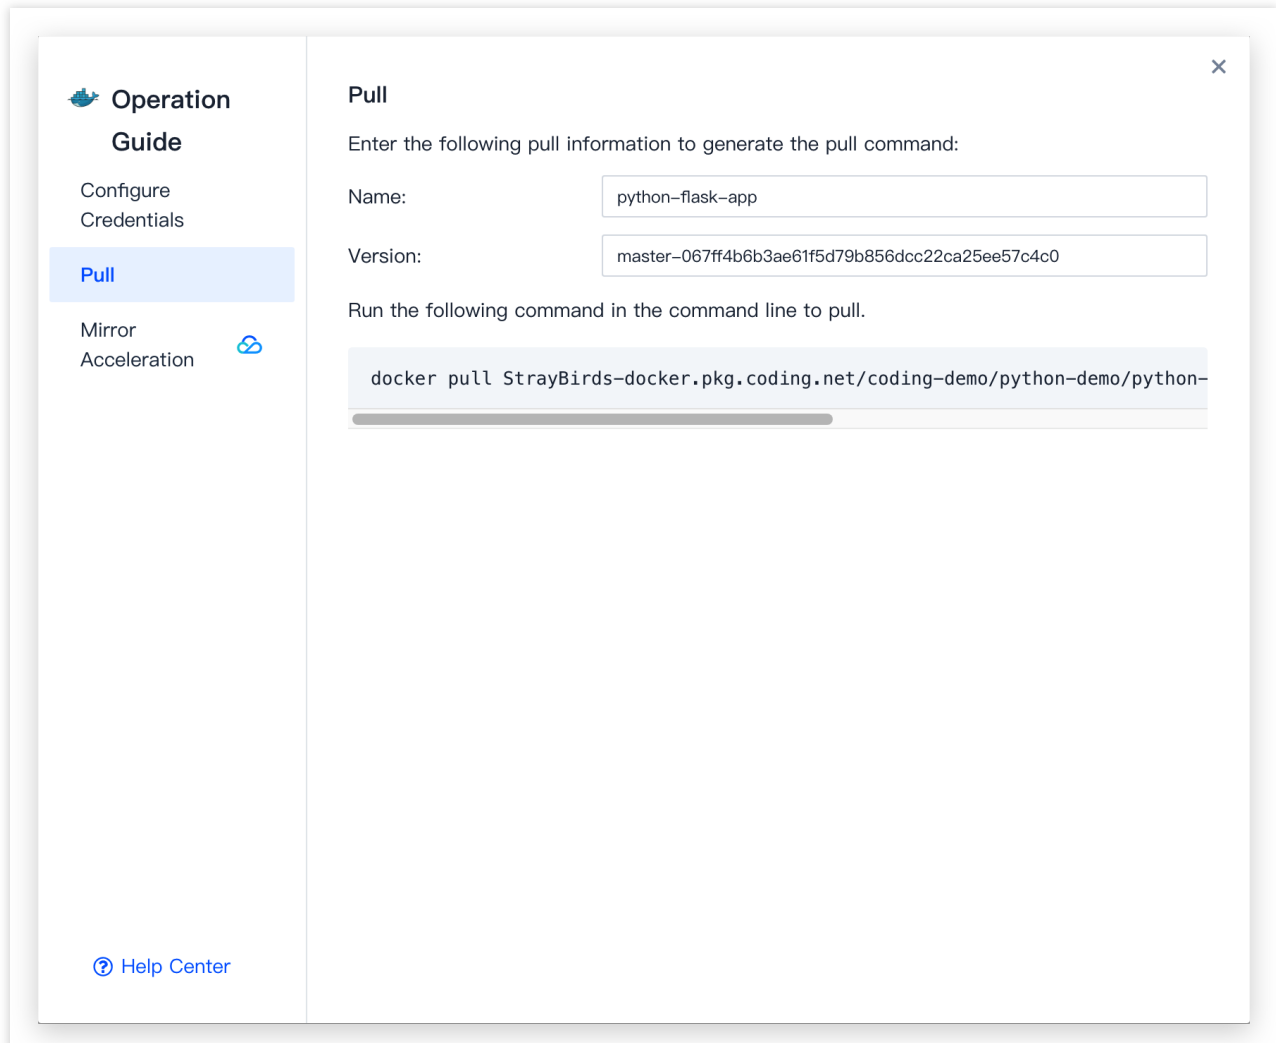 Operation
Guide
Configure
Credentials
Pull
Mirror
Acceleration
Help Center
Pull
Enter the following pull information to generate the pull command:
Name:
python-flask-app
Version:
master-067ff4b6b3ae61f5d79b856dcc22ca25ee57c4c0
Run the following command in the command line to pull.
docker pull StrayBirds-docker.pkg.coding.net/coding-demo/python-demo/python-